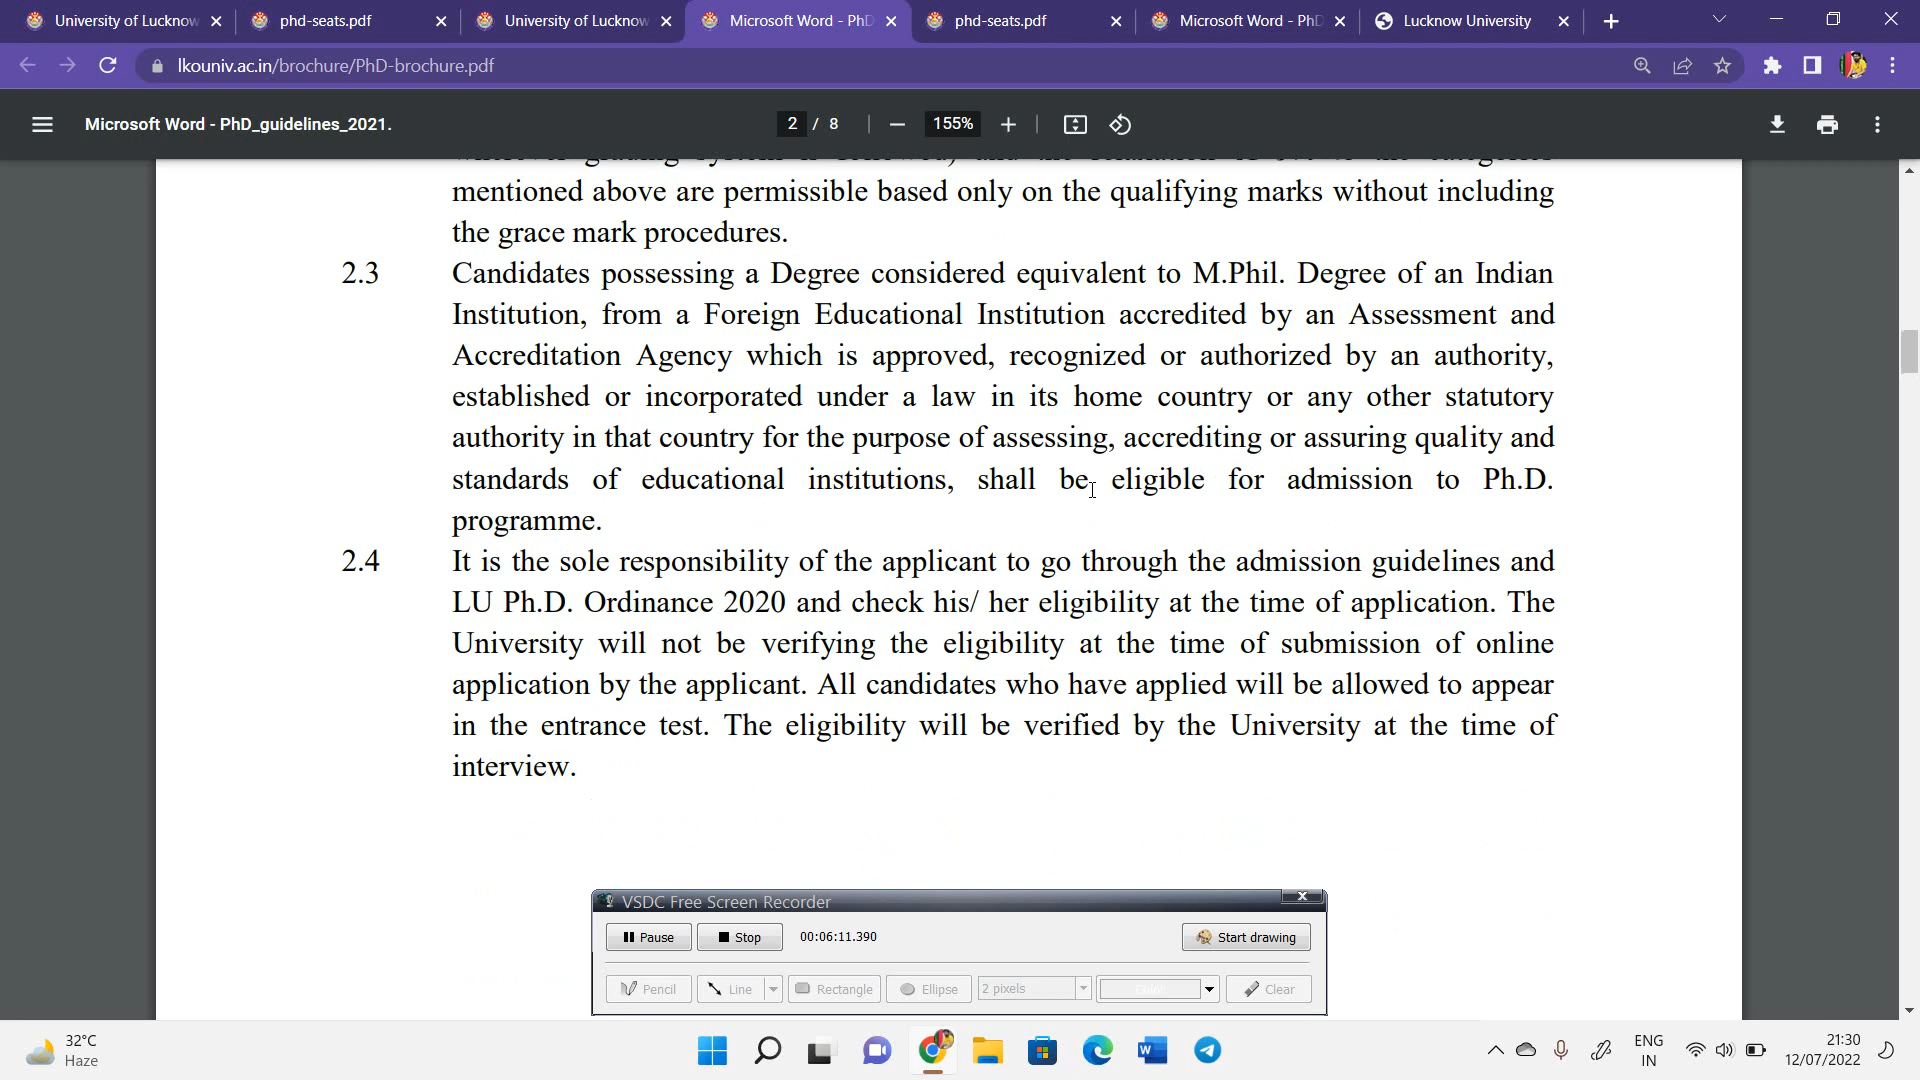 University of Lucknow
phd-seats.pdf
University of Lucknow
Microsoft Word - PhD
phd-seats.pdf
Microsoft Word - PhD
Lucknow University
lkouniv.ac.in/brochure/PhD-brochure.pdf
Microsoft Word - PhD_guidelines_2021.
2 / 8
155%
mentioned above are permissible based only on the qualifying marks without including
the grace mark procedures.
2.3 Candidates possessing a Degree considered equivalent to M.Phil. Degree of an Indian
Institution, from a Foreign Educational Institution accredited by an Assessment and
Accreditation Agency which is approved, recognized or authorized by an authority,
established or incorporated under a law in its home country or any other statutory
authority in that country for the purpose of assessing, accrediting or assuring quality and
standards of educational institutions, shall be eligible for admission to Ph.D.
programme.
2.4 It is the sole responsibility of the applicant to go through the admission guidelines and
LU Ph.D. Ordinance 2020 and check his/ her eligibility at the time of application. The
University will not be verifying the eligibility at the time of submission of online
application by the applicant. All candidates who have applied will be allowed to appear
in the entrance test. The eligibility will be verified by the University at the time of
interview.
VSDC Free Screen Recorder
Pause Stop 00:06:11.390 Start drawing
Pencil Line Rectangle Ellipse 2 pixels Clear
32°C
Haze
ENG
IN
21:30
12/07/2022